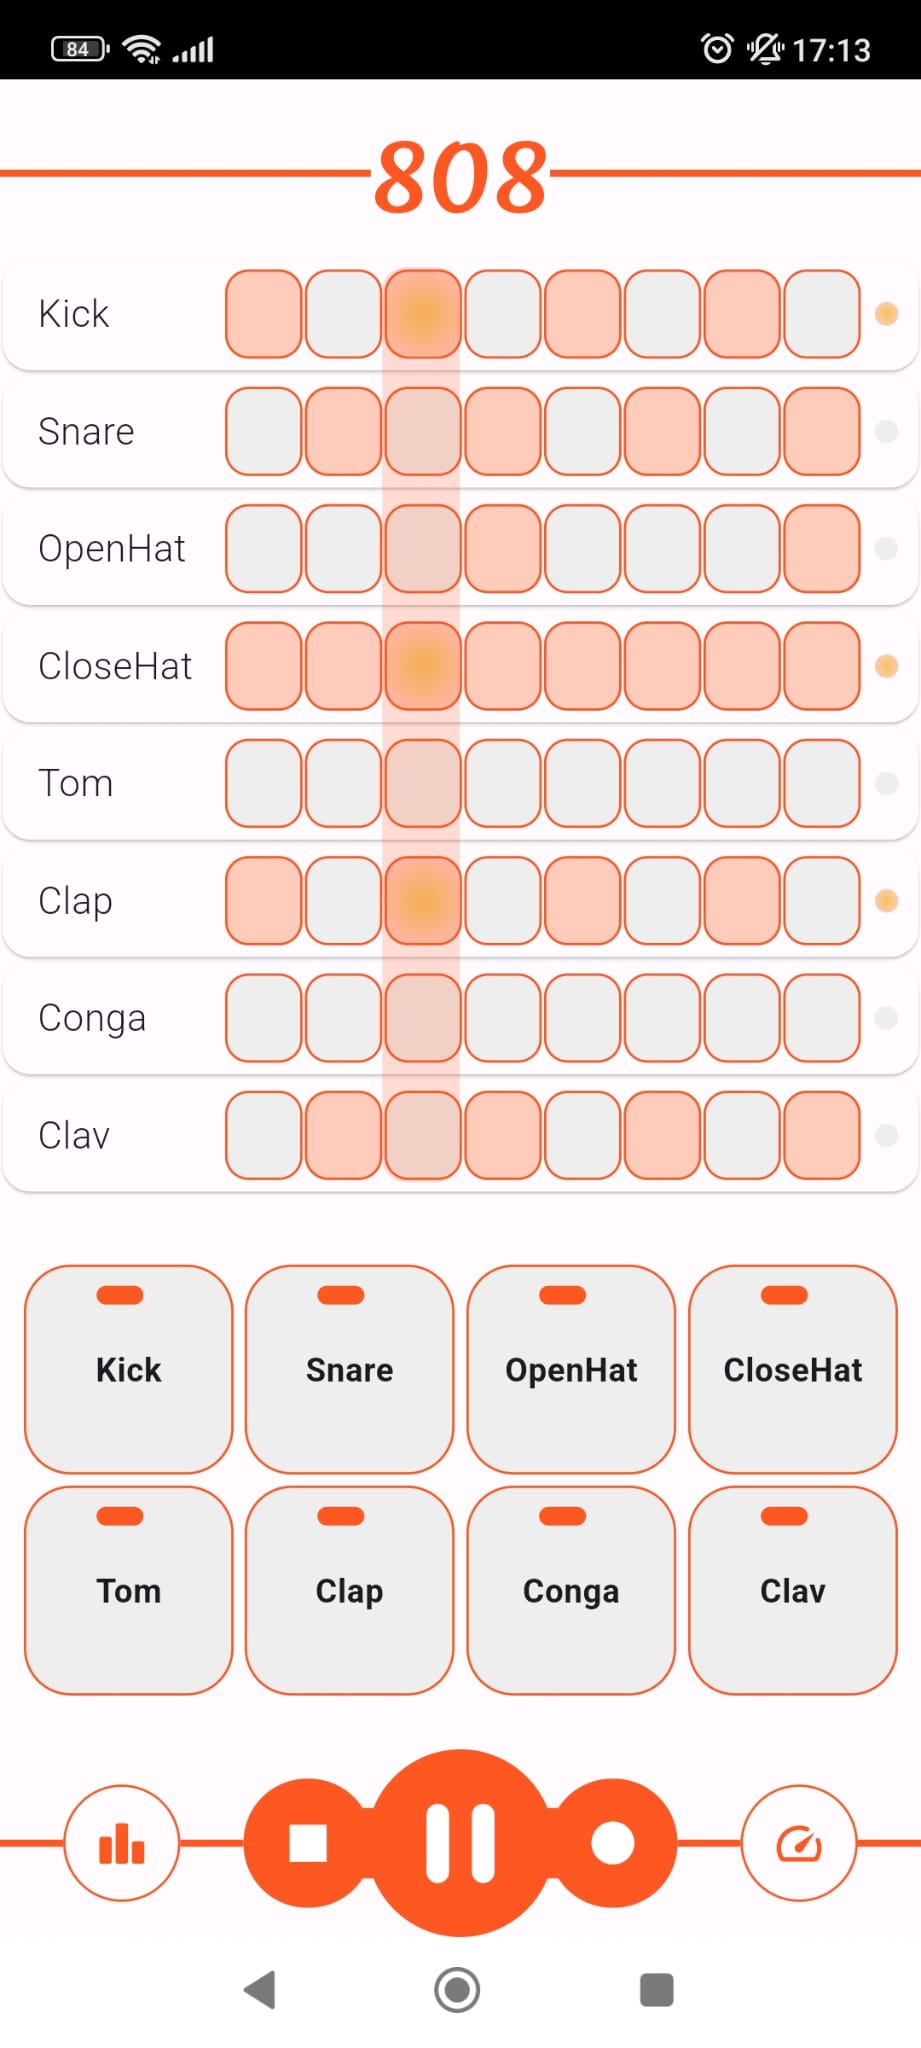 84 17:13
808
Kick
Snare
OpenHat
CloseHat
Tom
Clap
Conga
Clav
Kick Snare OpenHat CloseHat
Tom Clap Conga Clav